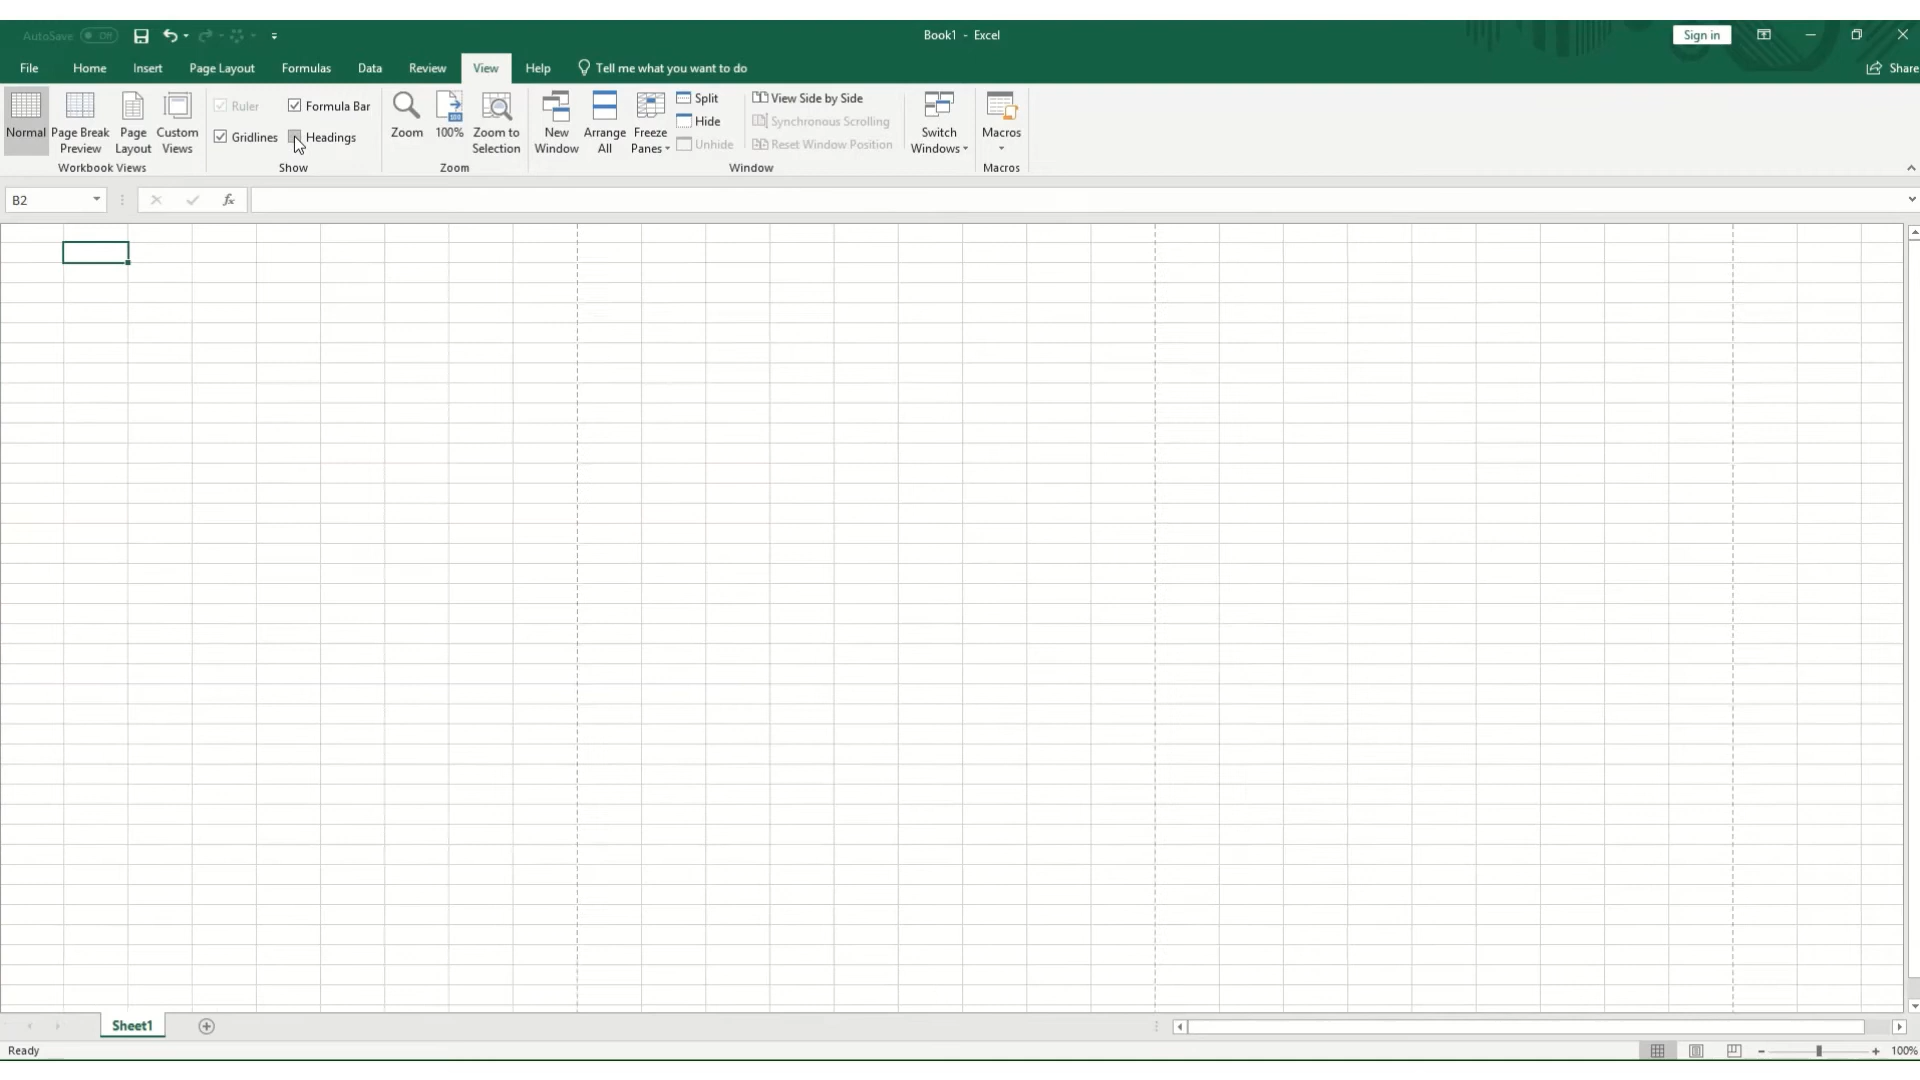 AutoSave Off
Book1 - Excel
Sign in
File Home Insert Page Layout Formulas Data Review View Help Tell me what you want to do Share
Normal
Page Break Preview
Page Layout
Custom Views
Workbook Views
Ruler
Formula Bar
Gridlines
Headings
Show
Zoom
100%
Zoom to Selection
Zoom
New Window
Arrange All
Freeze Panes
Split
Hide
Unhide
View Side by Side
Synchronous Scrolling
Reset Window Position
Window
Switch Windows
Macros
Macros
B2
fx
Sheet1
Ready
100%